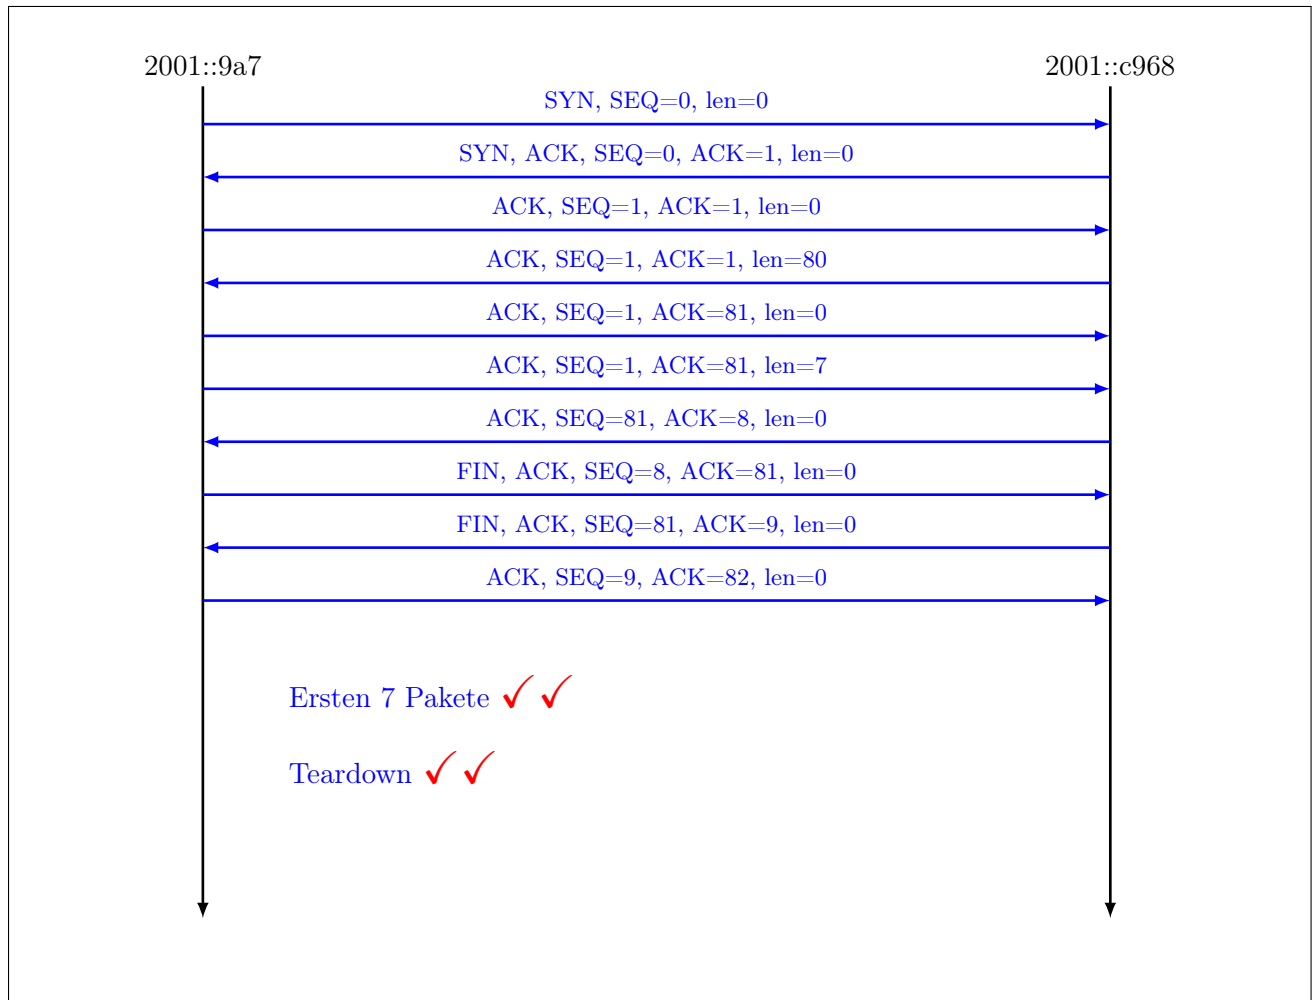 2001::9a7 2001::c968
SYN, SEQ=0, len=0
SYN, ACK, SEQ=0, ACK=1, len=0
ACK, SEQ=1, ACK=1, len=0
ACK, SEQ=1, ACK=1, len=80
ACK, SEQ=1, ACK=81, len=0
ACK, SEQ=1, ACK=81, len=7
ACK, SEQ=81, ACK=8, len=0
FIN, ACK, SEQ=8, ACK=81, len=0
FIN, ACK, SEQ=81, ACK=9, len=0
ACK, SEQ=9, ACK=82, len=0
Ersten 7 Pakete ✓✓
Teardown ✓✓